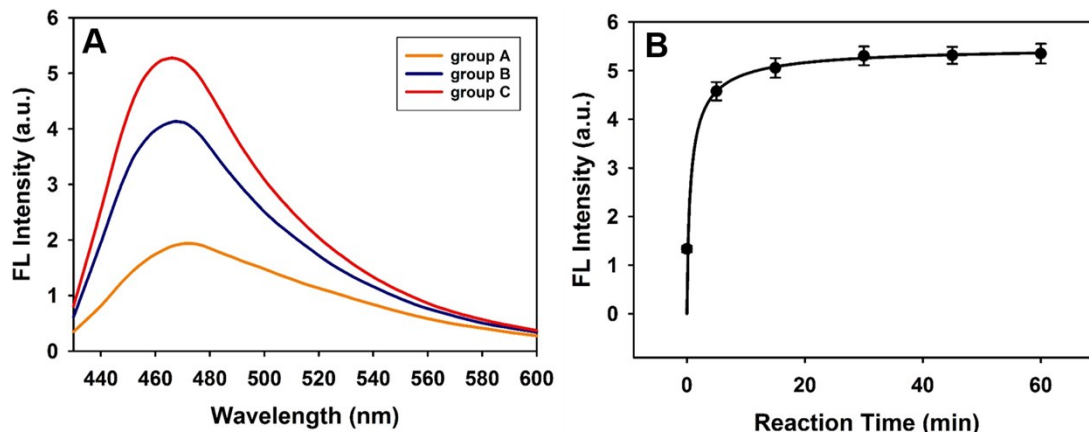 A
group A
group B
group C
FL Intensity (a.u.)
6
5
4
3
2
1
0
440 460 480 500 520 540 560 580 600
Wavelength (nm)
B
FL Intensity (a.u.)
6
5
4
3
2
1
0
0 20 40 60
Reaction Time (min)